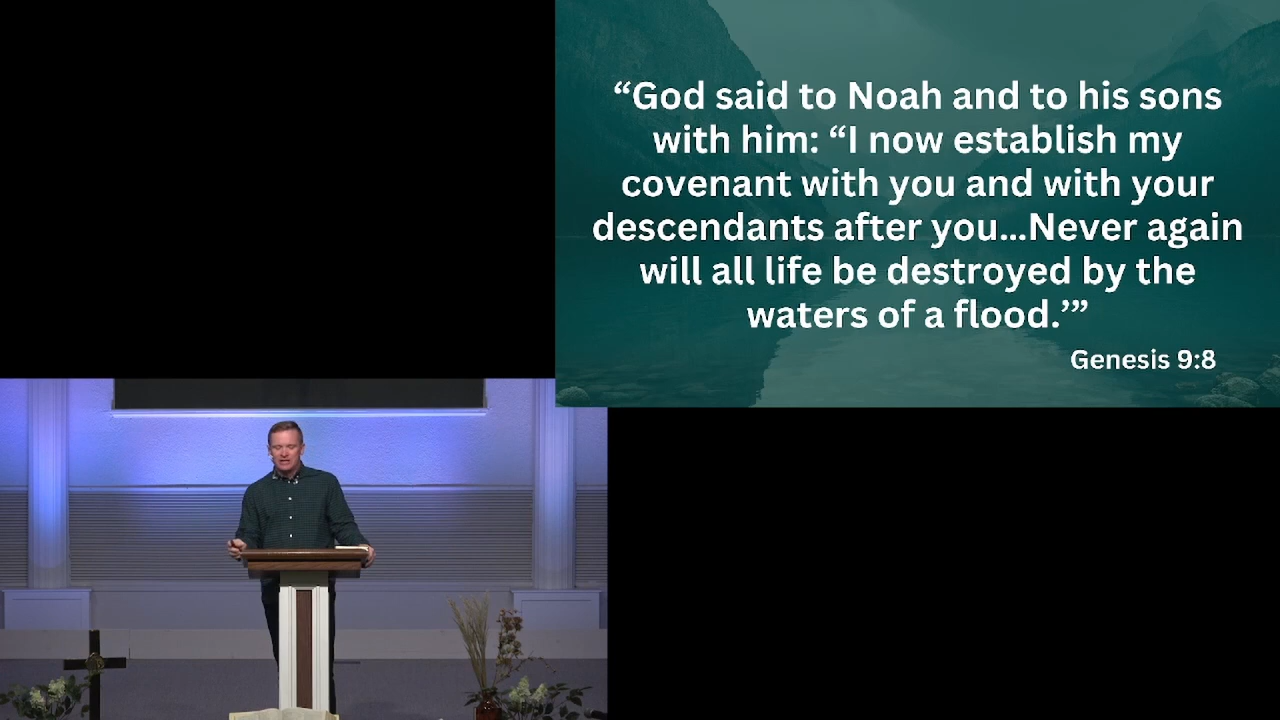 “God said to Noah and to his sons
with him: “I now establish my
covenant with you and with your
descendants after you...Never again
will all life be destroyed by the
waters of a flood.’”
Genesis 9:8